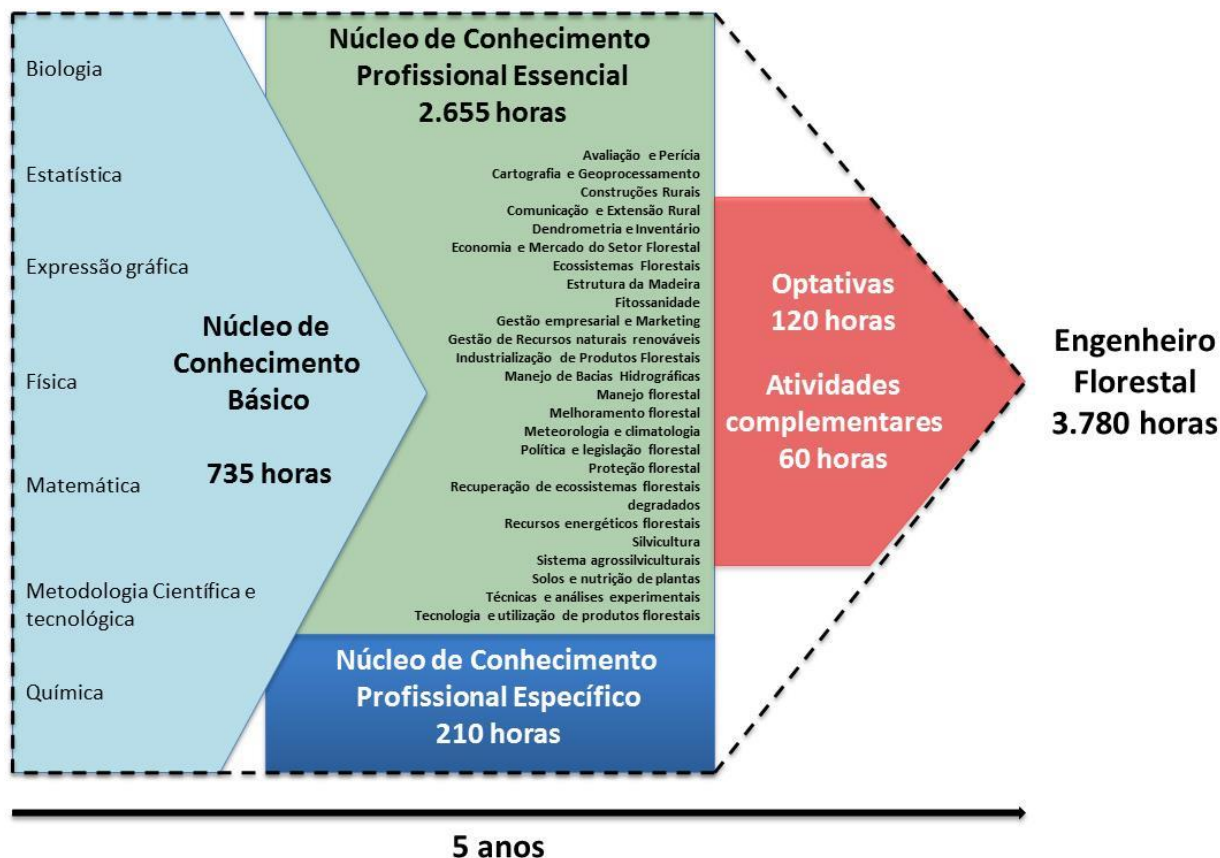 Biologia
Estatística
Expressão gráfica
Física
Matemática
Metodologia Científica e
tecnológica
Química
Núcleo de
Conhecimento
Básico
735 horas
Núcleo de Conhecimento
Profissional Essencial
2.655 horas
Avaliação e Perícia
Cartografia e Geoprocessamento
Construções Rurais
Comunicação e Extensão Rural
Dendrometria e Inventário
Economia e Mercado do Setor Florestal
Ecossistemas Florestais
Estrutura da Madeira
Fitossanidade
Gestão empresarial e Marketing
Gestão de Recursos naturais renováveis
Industrialização de Produtos Florestais
Manejo de Bacias Hidrográficas
Manejo florestal
Melhoramento florestal
Meteorologia e climatologia
Política e legislação florestal
Proteção florestal
Recuperação de ecossistemas florestais
degradados
Recursos energéticos florestais
Silvicultura
Sistema agrossilviculturais
Solos e nutrição de plantas
Técnicas e análises experimentais
Tecnologia e utilização de produtos florestais
Núcleo de Conhecimento
Profissional Específico
210 horas
Optativas
120 horas
Atividades
complementares
60 horas
Engenheiro
Florestal
3.780 horas
5 anos